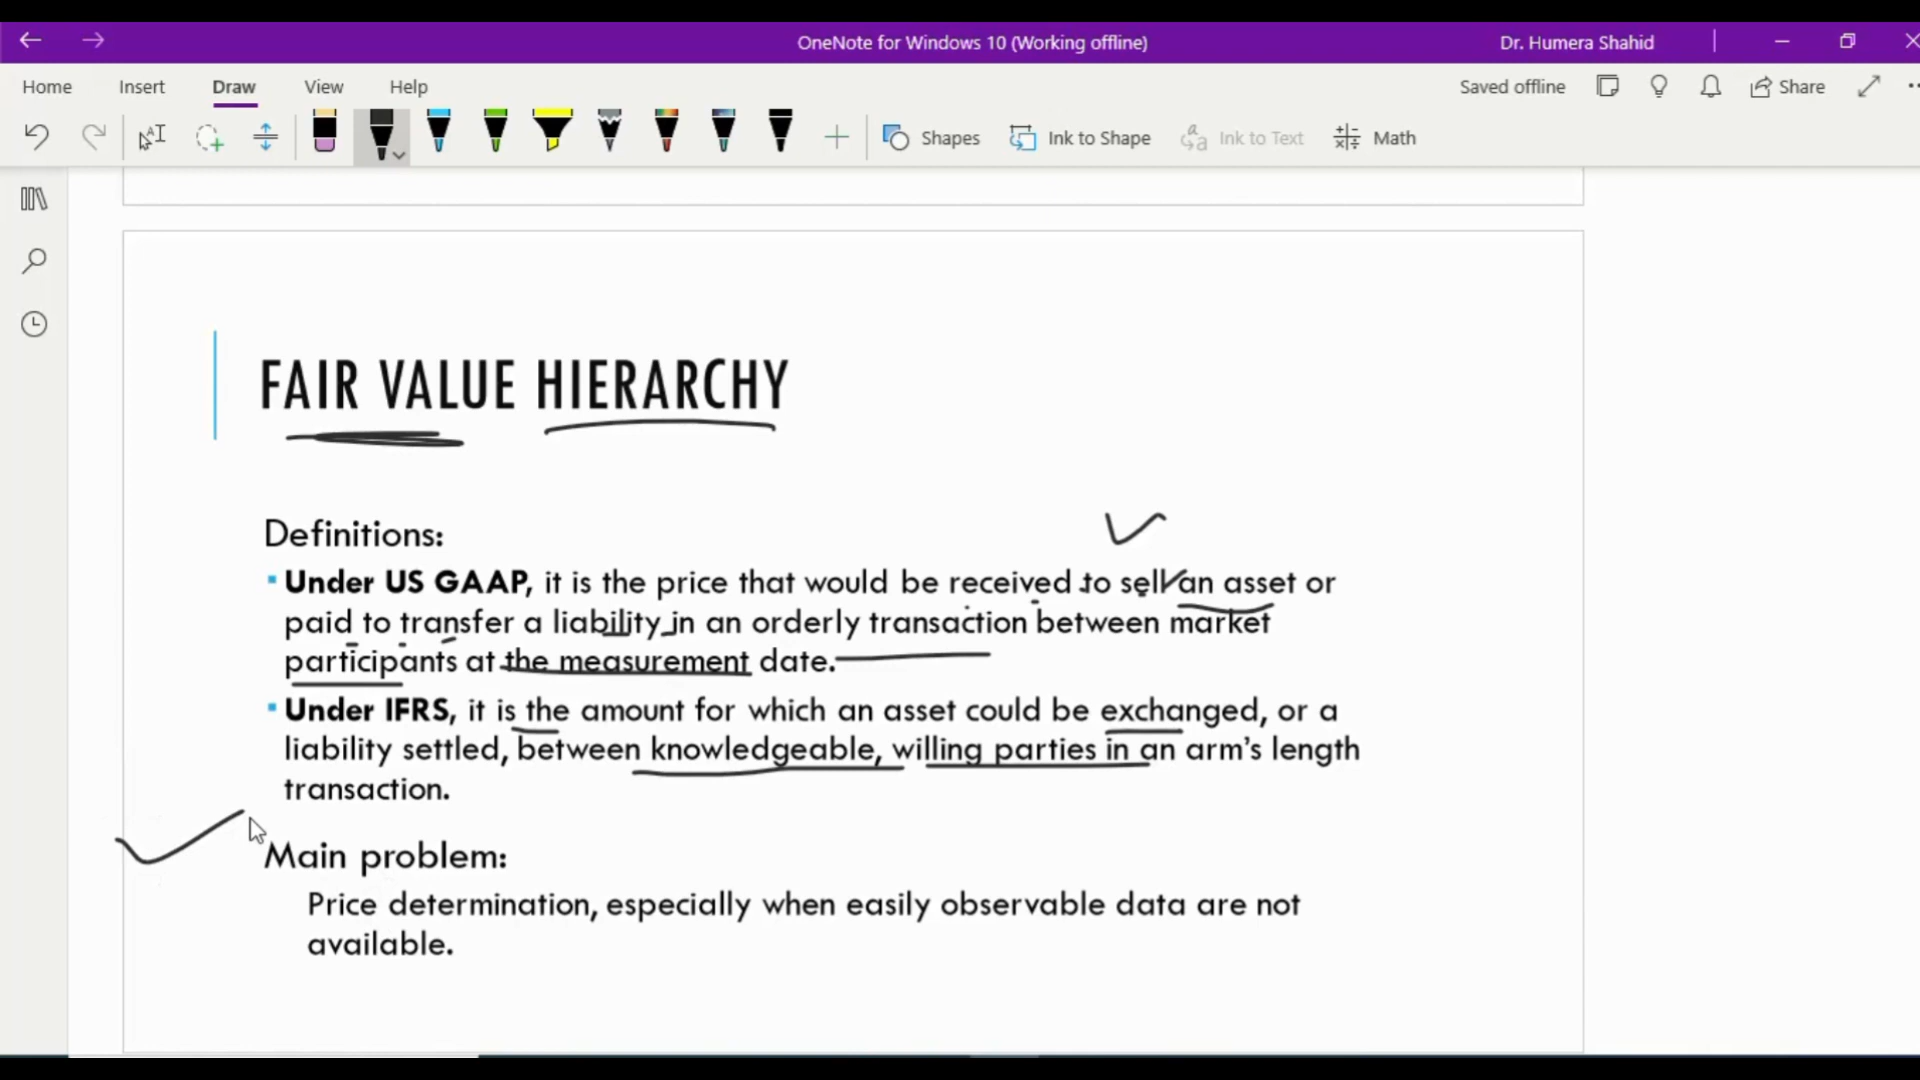 OneNote for Windows 10 (Working offline)
Dr. Humera Shahid
Home Insert Draw View Help
Saved offline
Share
Shapes
Ink to Shape
Ink to Text
Math
FAIR VALUE HIERARCHY
Definitions:
Under US GAAP, it is the price that would be received to sell an asset or
paid to transfer a liability in an orderly transaction between market
participants at the measurement date.
Under IFRS, it is the amount for which an asset could be exchanged, or a
liability settled, between knowledgeable, willing parties in an arm's length
transaction.
Main problem:
Price determination, especially when easily observable data are not
available.